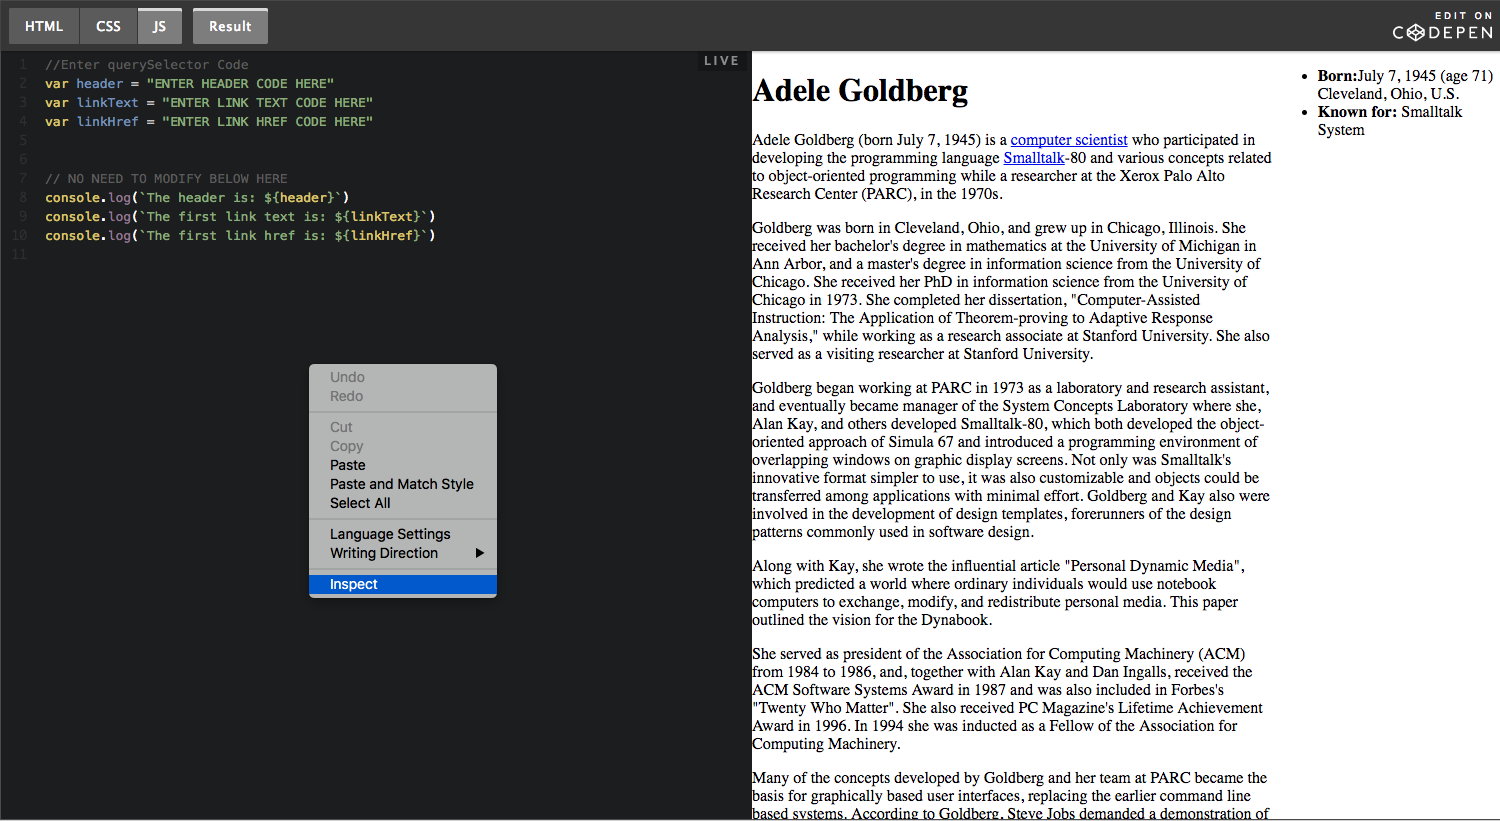 HTML CSS JS Result
EDIT ON
CODEPEN
LIVE
1 //Enter querySelector Code
2 var header = "ENTER HEADER CODE HERE"
3 var linkText = "ENTER LINK TEXT CODE HERE"
4 var linkHref = "ENTER LINK HREF CODE HERE"
5
6
7 // NO NEED TO MODIFY BELOW HERE
8 console.log(`The header is: ${header}`)
9 console.log(`The first link text is: ${linkText}`)
10 console.log(`The first link href is: ${linkHref}`)
11
Undo
Redo
Cut
Copy
Paste
Paste and Match Style
Select All
Language Settings
Writing Direction
Inspect
Adele Goldberg
Adele Goldberg (born July 7, 1945) is a computer scientist who participated in
developing the programming language Smalltalk-80 and various concepts related
to object-oriented programming while a researcher at the Xerox Palo Alto
Research Center (PARC), in the 1970s.
Goldberg was born in Cleveland, Ohio, and grew up in Chicago, Illinois. She
received her bachelor's degree in mathematics at the University of Michigan in
Ann Arbor, and a master's degree in information science from the University of
Chicago. She received her PhD in information science from the University of
Chicago in 1973. She completed her dissertation, "Computer-Assisted
Instruction: The Application of Theorem-proving to Adaptive Response
Analysis," while working as a research associate at Stanford University. She also
served as a visiting researcher at Stanford University.
Goldberg began working at PARC in 1973 as a laboratory and research assistant,
and eventually became manager of the System Concepts Laboratory where she,
Alan Kay, and others developed Smalltalk-80, which both developed the object-
oriented approach of Simula 67 and introduced a programming environment of
overlapping windows on graphic display screens. Not only was Smalltalk's
innovative format simpler to use, it was also customizable and objects could be
transferred among applications with minimal effort. Goldberg and Kay also were
involved in the development of design templates, forerunners of the design
patterns commonly used in software design.
Along with Kay, she wrote the influential article "Personal Dynamic Media",
which predicted a world where ordinary individuals would use notebook
computers to exchange, modify, and redistribute personal media. This paper
outlined the vision for the Dynabook.
She served as president of the Association for Computing Machinery (ACM)
from 1984 to 1986, and, together with Alan Kay and Dan Ingalls, received the
ACM Software Systems Award in 1987 and was also included in Forbes's
"Twenty Who Matter". She also received PC Magazine's Lifetime Achievement
Award in 1996. In 1994 she was inducted as a Fellow of the Association for
Computing Machinery.
Many of the concepts developed by Goldberg and her team at PARC became the
basis for graphically based user interfaces, replacing the earlier command line
based systems. According to Goldberg, Steve Jobs demanded a demonstration of
Born:July 7, 1945 (age 71)
Cleveland, Ohio, U.S.
Known for: Smalltalk
System